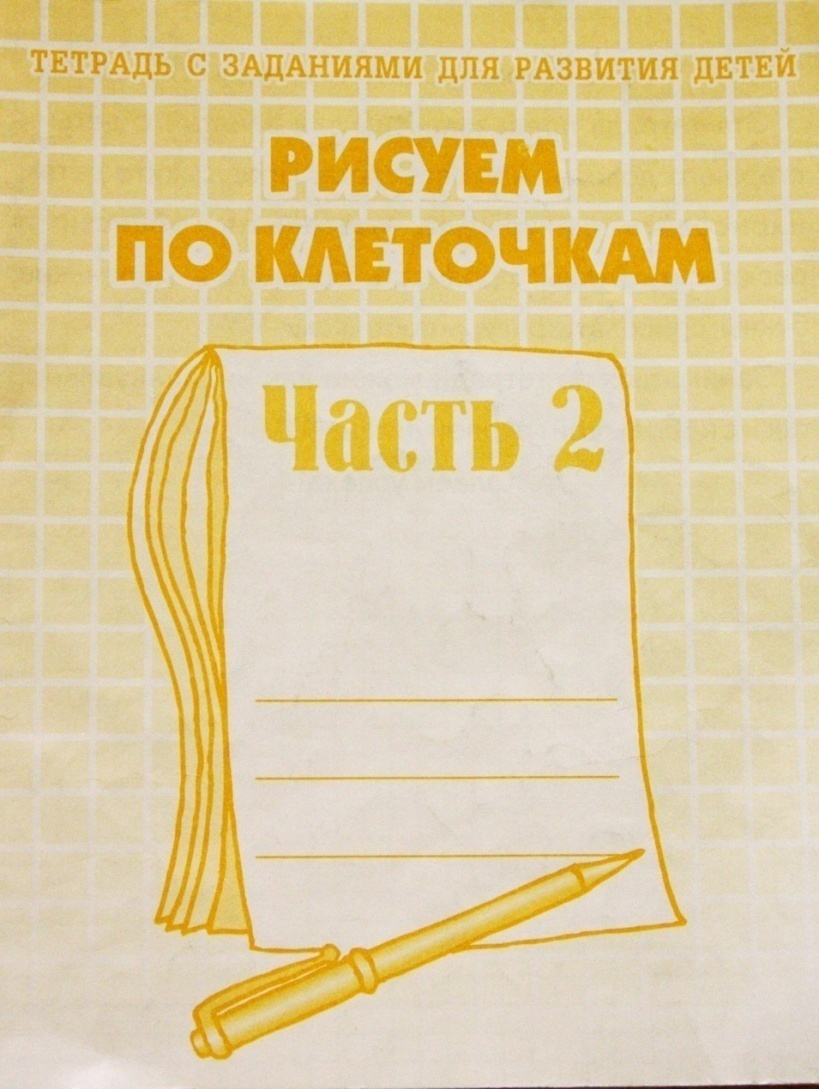 ТЕТРАДЬ С ЗАДАНИЯМИ ДЛЯ РАЗВИТИЯ ДЕТЕЙ
РИСУЕМ
ПО КЛЕТОЧКАМ
Часть 2